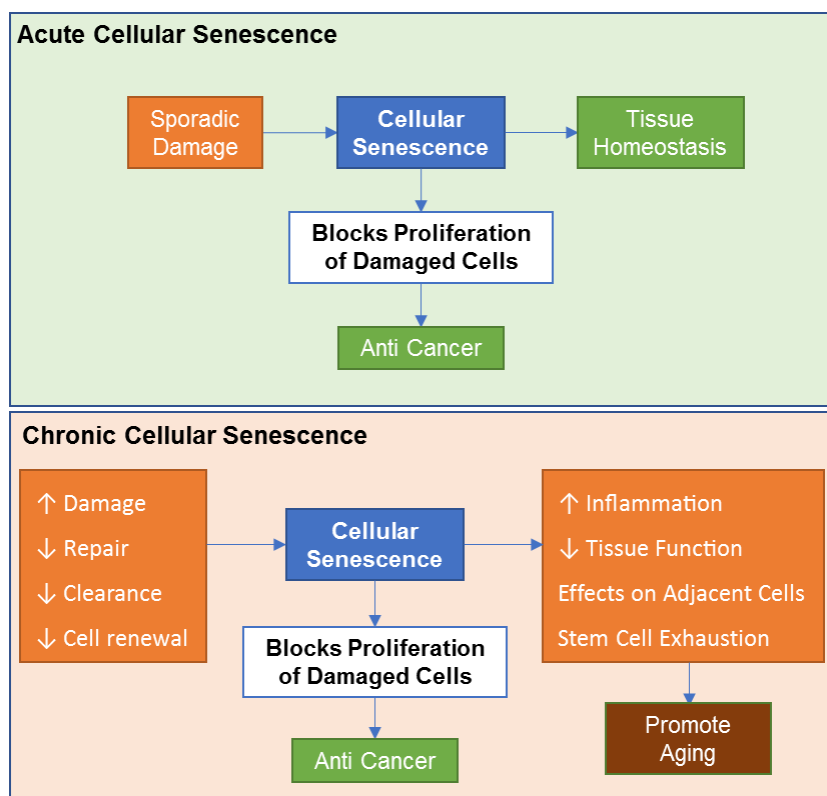 Acute Cellular Senescence
Sporadic
Damage
Cellular
Senescence
Tissue
Homeostasis
Blocks Proliferation
of Damaged Cells
Anti Cancer
Chronic Cellular Senescence
↑ Damage
↓ Repair
↓ Clearance
↓ Cell renewal
Cellular
Senescence
↑ Inflammation
↓ Tissue Function
Effects on Adjacent Cells
Stem Cell Exhaustion
Blocks Proliferation
of Damaged Cells
Anti Cancer
Promote
Aging